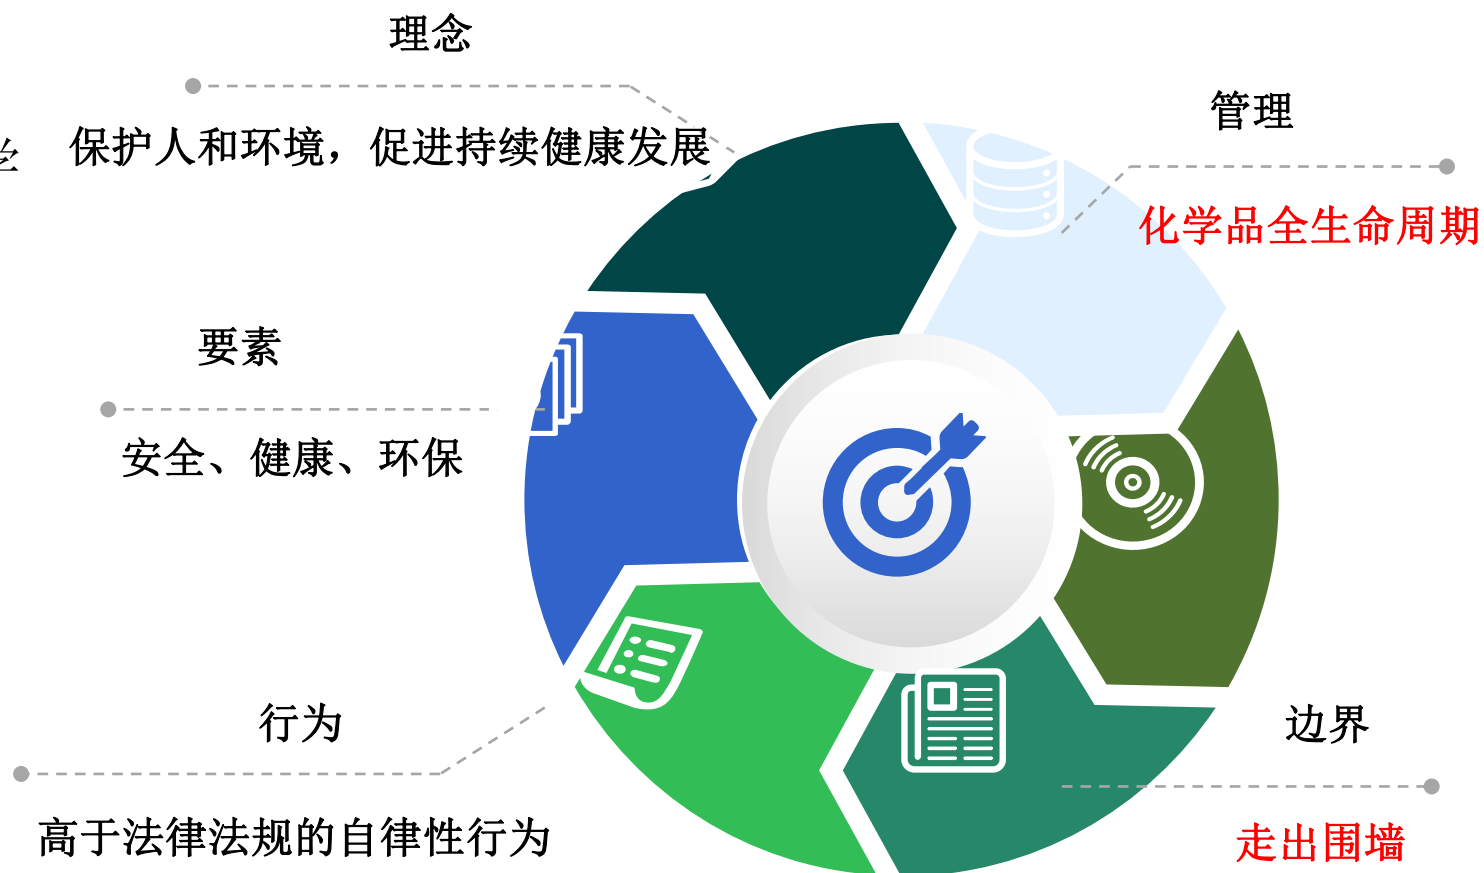 理念
保护人和环境，促进持续健康发展
管理
化学品全生命周期
要素
安全、健康、环保
行为
高于法律法规的自律性行为
边界
走出围墙